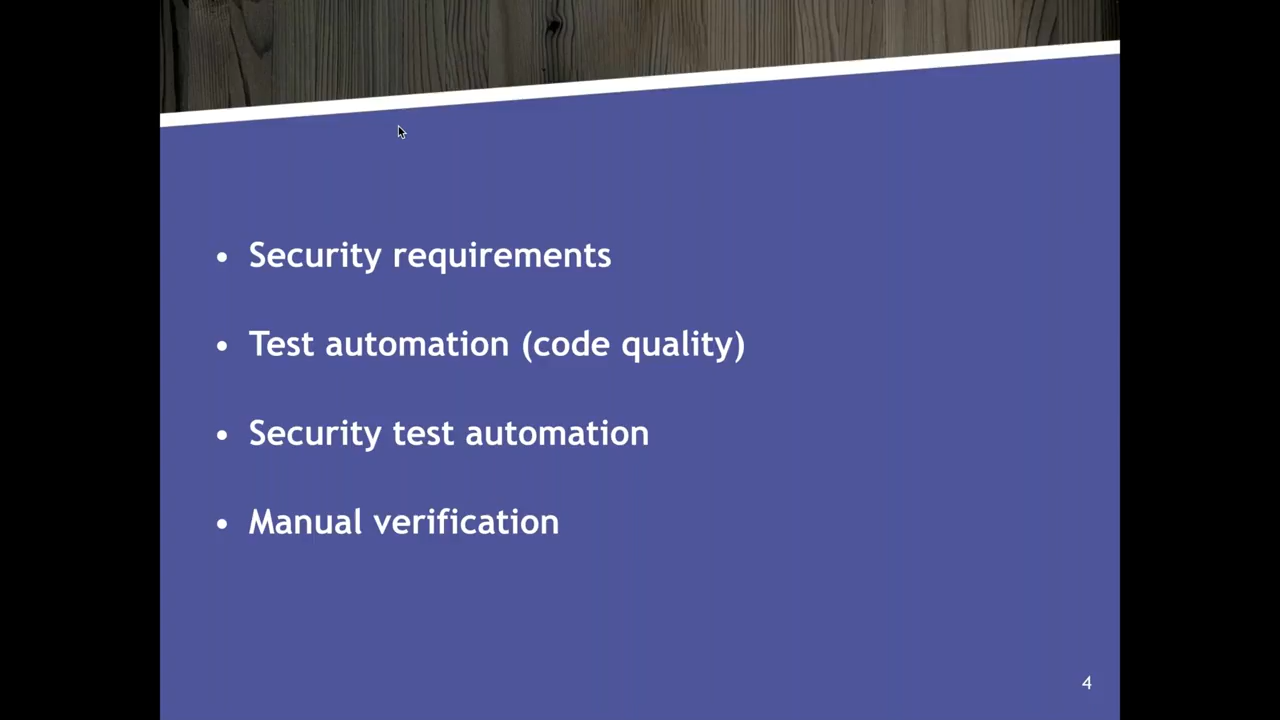 • Security requirements
• Test automation (code quality)
• Security test automation
• Manual verification
4